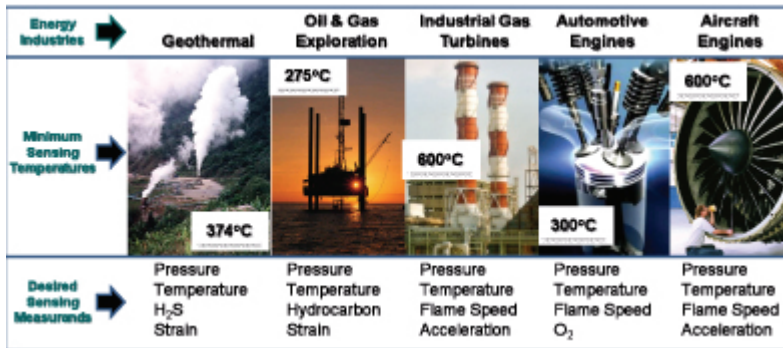 Energy
Industries
Geothermal
Oil & Gas
Exploration
Industrial Gas
Turbines
Automotive
Engines
Aircraft
Engines
Minimum
Sensing
Temperatures
374°C
275°C
600°C
300°C
600°C
Desired
Sensing
Measurands
Pressure
Temperature
H₂S
Strain
Pressure
Temperature
Hydrocarbon
Strain
Pressure
Temperature
Flame Speed
Acceleration
Pressure
Temperature
Flame Speed
O₂
Pressure
Temperature
Flame Speed
Acceleration